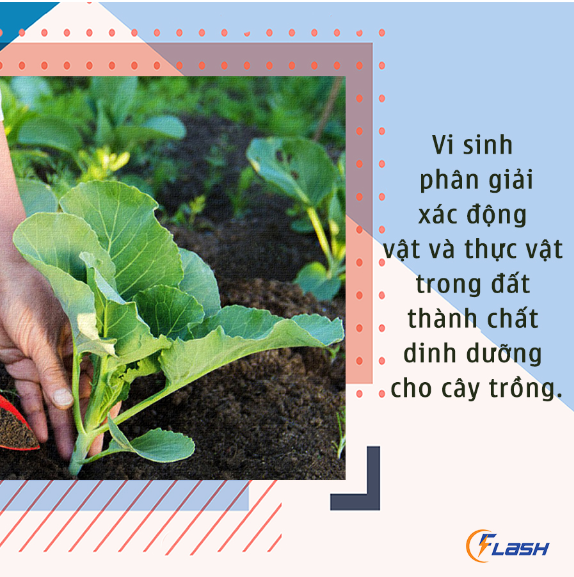 Vi sinh
phân giải
xác động
vật và thực vật
trong đất
thành chất
dinh dưỡng
cho cây trồng.
FLASH